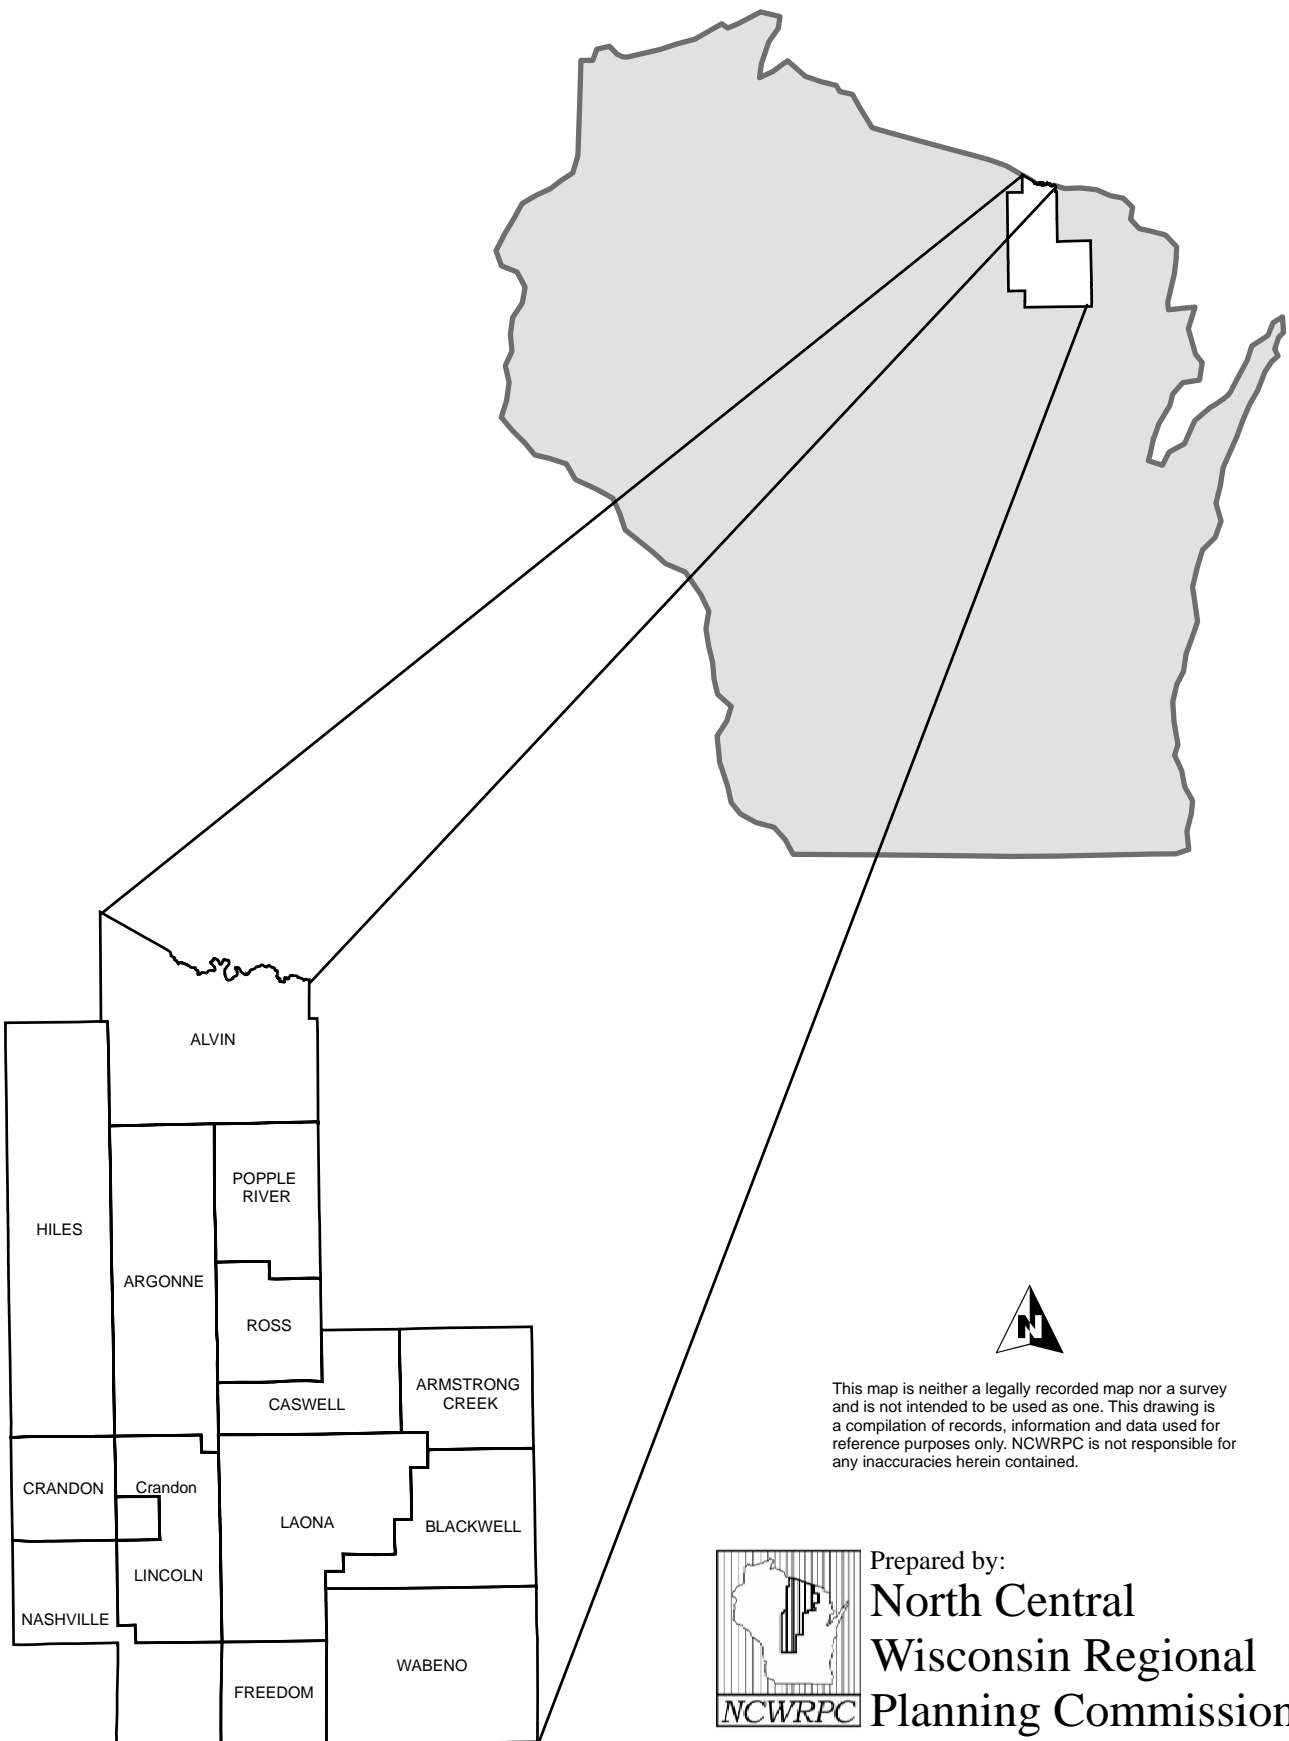 ALVIN
POPPLE
RIVER
HILES
ARGONNE
ROSS
CASWELL
ARMSTRONG
CREEK
CRANDON
Crandon
LAONA
BLACKWELL
LINCOLN
NASHVILLE
WABENO
FREEDOM
N
This map is neither a legally recorded map nor a survey
and is not intended to be used as one. This drawing is
a compilation of records, information and data used for
reference purposes only. NCWRPC is not responsible for
any inaccuracies herein contained.
Prepared by:
North Central
Wisconsin Regional
Planning Commission
NCWRPC